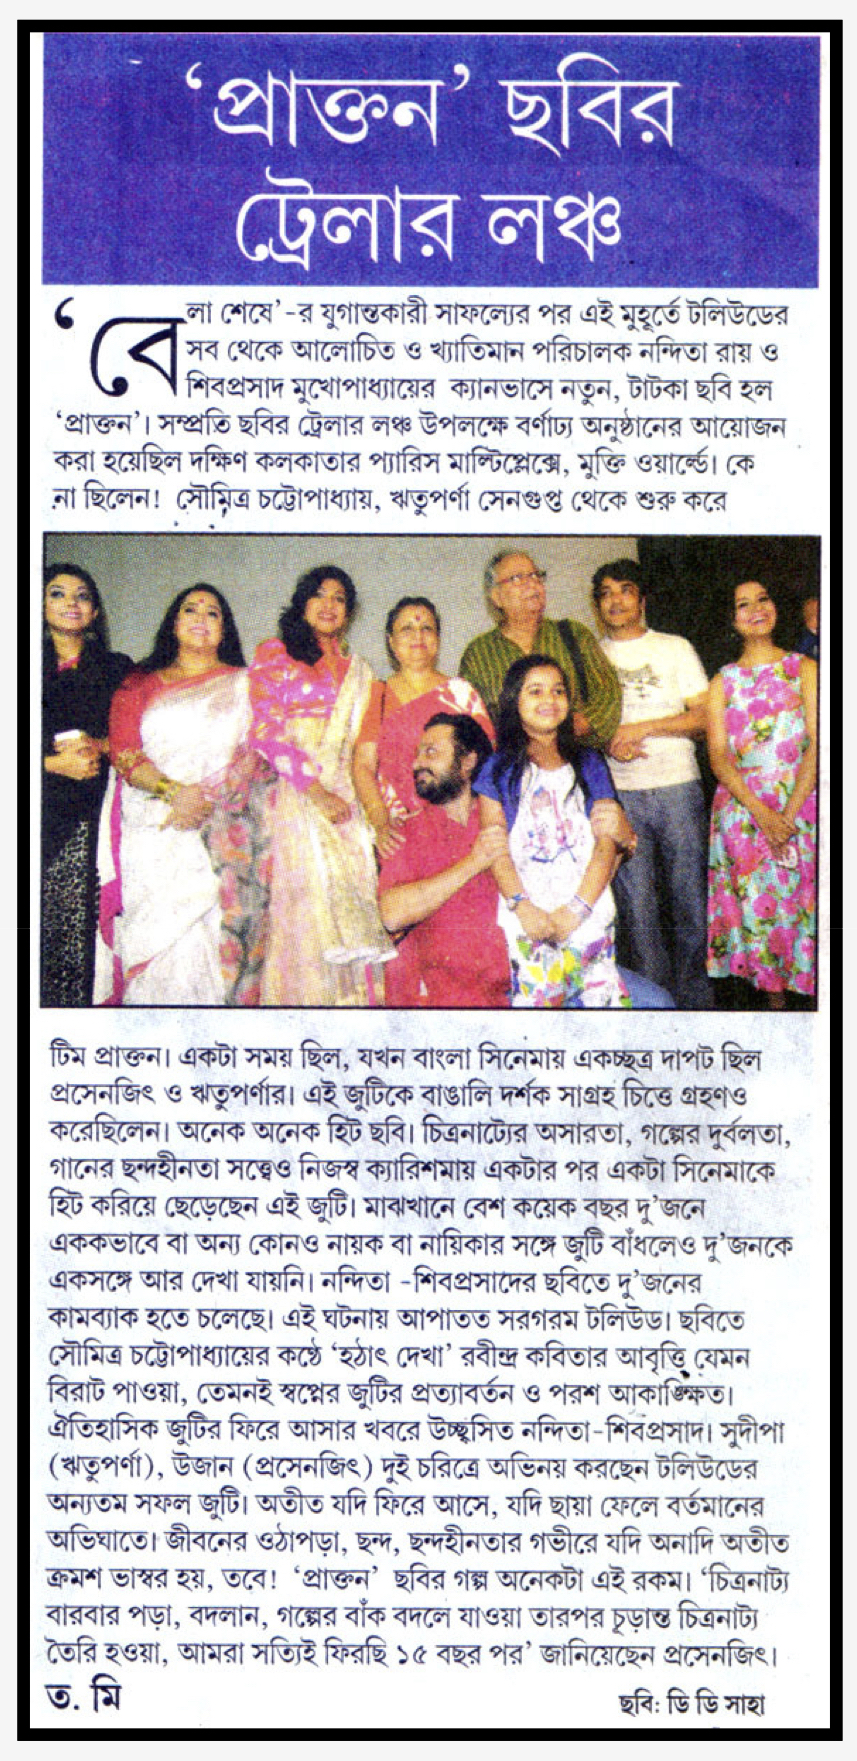 ‘প্রাক্তন’ ছবির
ট্রেলার লঞ্চ
‘বেলা শেষে’-র যুগান্তকারী সাফল্যের পর এই মুহূর্তে টলিউডের
সব থেকে আলোচিত ও খ্যাতিমান পরিচালক নন্দিতা রায় ও
শিবপ্রসাদ মুখোপাধ্যায়ের ক্যানভাসে নতুন, টাটকা ছবি হল
‘প্রাক্তন’। সম্প্রতি ছবির ট্রেলার লঞ্চ উপলক্ষে বর্ণাঢ্য অনুষ্ঠানের আয়োজন
করা হয়েছিল দক্ষিণ কলকাতার প্যারিস মাল্টিপ্লেক্সে, মুক্তি ওয়ার্ল্ডে। কে
না ছিলেন! সৌমিত্র চট্টোপাধ্যায়, ঋতুপর্ণা সেনগুপ্ত থেকে শুরু করে
টিম প্রাক্তন। একটা সময় ছিল, যখন বাংলা সিনেমায় একচ্ছত্র দাপট ছিল
প্রসেনজিৎ ও ঋতুপর্ণার। এই জুটিকে বাঙালি দর্শক সাগ্রহ চিত্তে গ্রহণও
করেছিলেন। অনেক অনেক হিট ছবি। চিত্রনাট্যের অসারতা, গল্পের দুর্বলতা,
গানের ছন্দহীনতা সত্ত্বেও নিজস্ব ক্যারিশমায় একটার পর একটা সিনেমাকে
হিট করিয়ে ছেড়েছেন এই জুটি। মাঝখানে বেশ কয়েক বছর দু’জনে
এককভাবে বা অন্য কোনও নায়ক বা নায়িকার সঙ্গে জুটি বাঁধলেও দু’জনকে
একসঙ্গে আর দেখা যায়নি। নন্দিতা -শিবপ্রসাদের ছবিতে দু’জনের
কামব্যাক হতে চলেছে। এই ঘটনায় আপাতত সরগরম টলিউড। ছবিতে
সৌমিত্র চট্টোপাধ্যায়ের কণ্ঠে ‘হঠাৎ দেখা’ রবীন্দ্র কবিতার আবৃত্তি যেমন
বিরাট পাওয়া, তেমনই স্বপ্নের জুটির প্রত্যাবর্তন ও পরশ আকাঙ্ক্ষিত।
ঐতিহাসিক জুটির ফিরে আসার খবরে উচ্ছ্বসিত নন্দিতা-শিবপ্রসাদ। সুদীপা
(ঋতুপর্ণা), উজান (প্রসেনজিৎ) দুই চরিত্রে অভিনয় করছেন টলিউডের
অন্যতম সফল জুটি। অতীত যদি ফিরে আসে, যদি ছায়া ফেলে বর্তমানের
অভিঘাতে। জীবনের ওঠাপড়া, ছন্দ, ছন্দহীনতার গভীরে যদি অনাদি অতীত
ক্রমশ ভাস্বর হয়, তবে! ‘প্রাক্তন’ ছবির গল্প অনেকটা এই রকম। ‘চিত্রনাট্য
বারবার পড়া, বদলান, গল্পের বাঁক বদলে যাওয়া তারপর চূড়ান্ত চিত্রনাট্য
তৈরি হওয়া, আমরা সত্যিই ফিরছি ১৫ বছর পর’ জানিয়েছেন প্রসেনজিৎ।
ত. মি
ছবি: ডি ডি সাহা